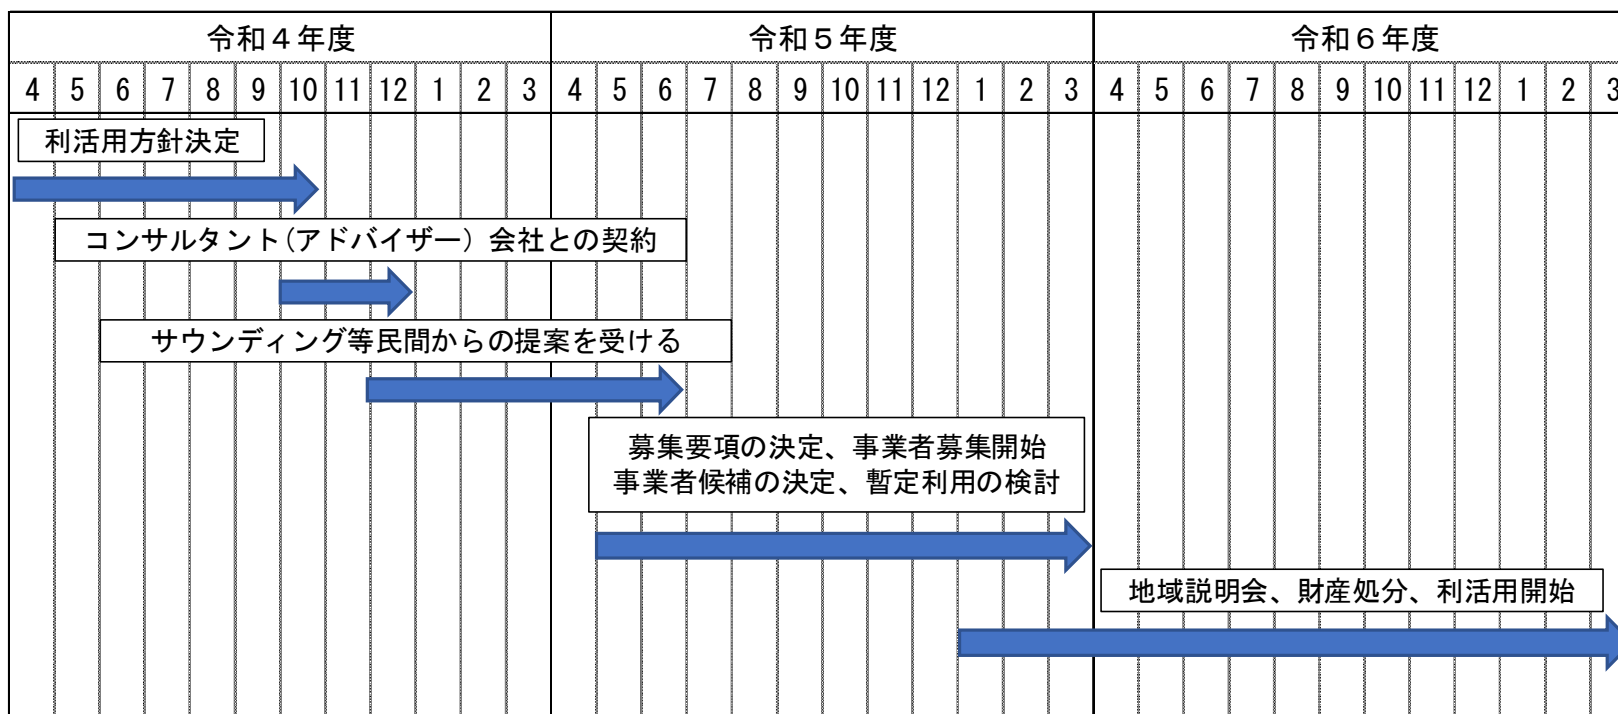 令和４年度 令和５年度 令和６年度
4 5 6 7 8 9 10 11 12 1 2 3 4 5 6 7 8 9 10 11 12 1 2 3 4 5 6 7 8 9 10 11 12 1 2 3
利活用方針決定
コンサルタント(アドバイザー）会社との契約
サウンディング等民間からの提案を受ける
募集要項の決定、事業者募集開始
事業者候補の決定、暫定利用の検討
地域説明会、財産処分、利活用開始